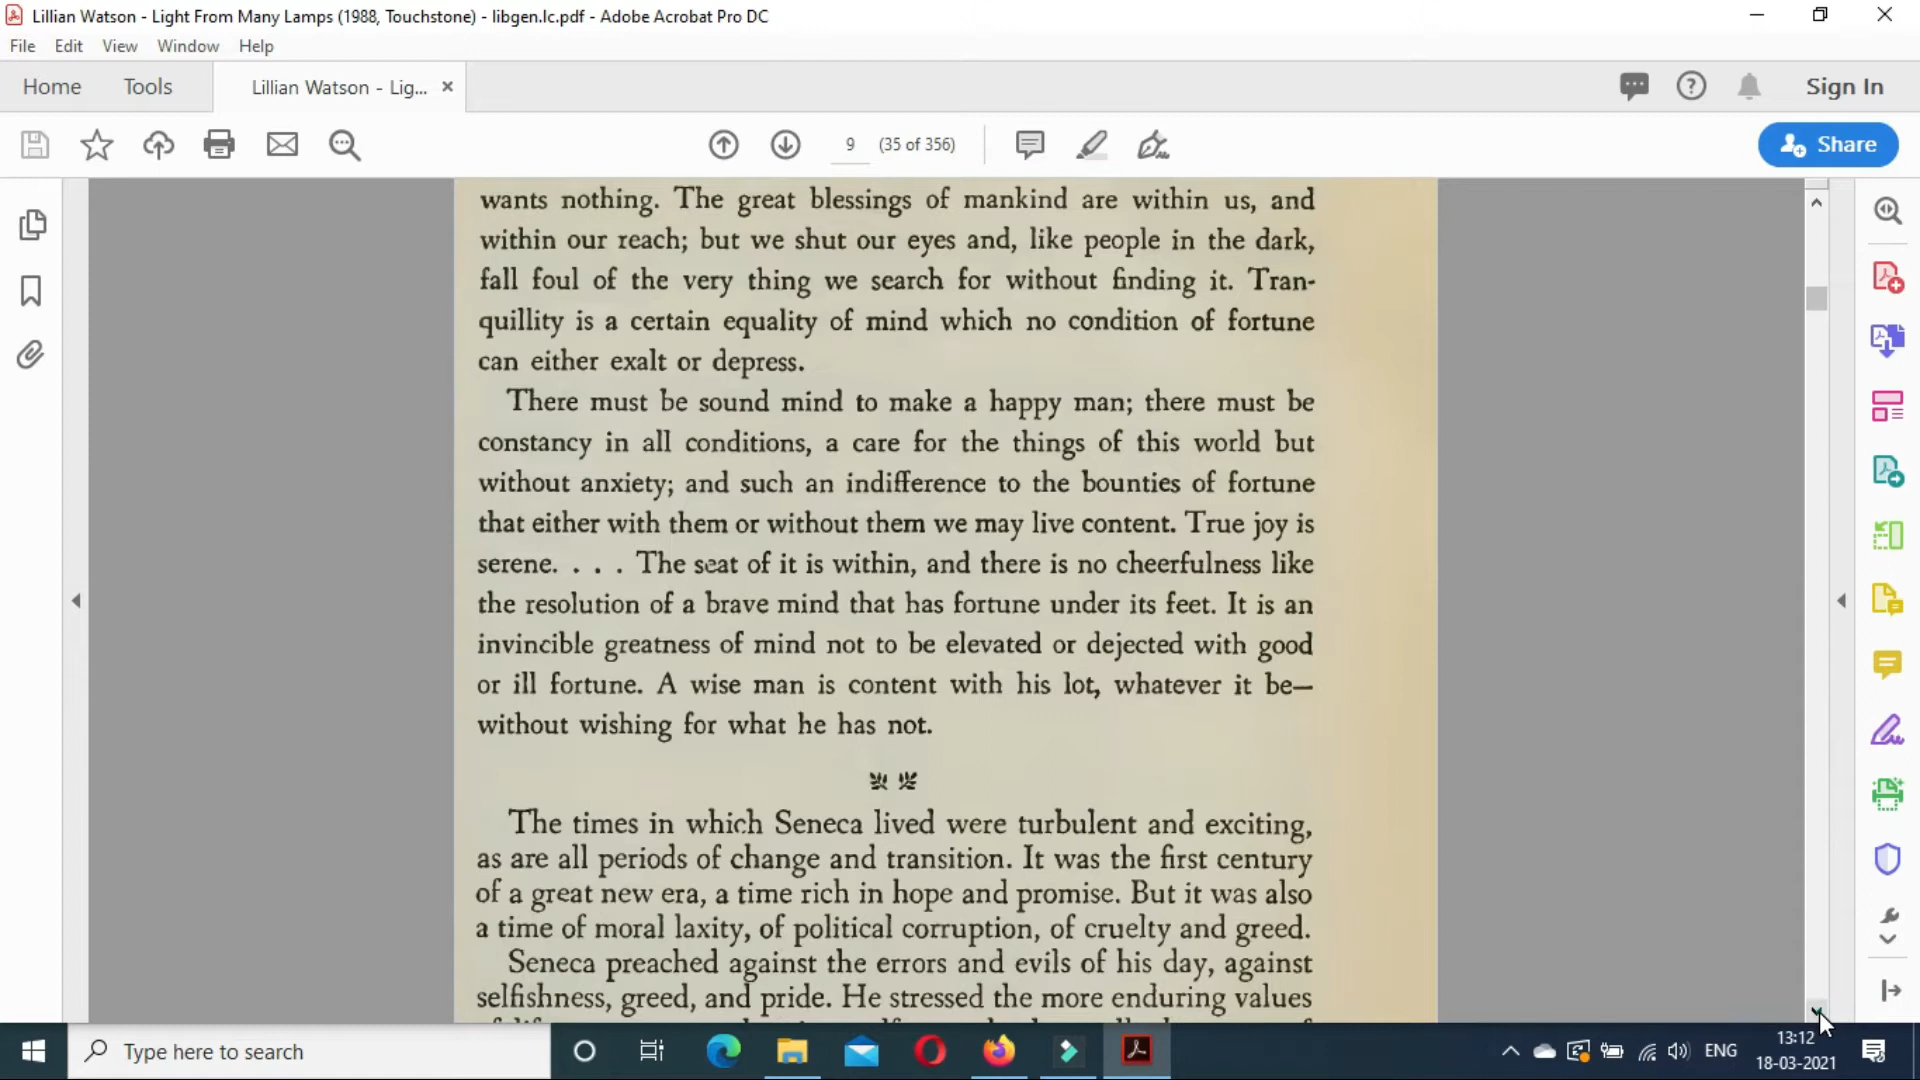 Lillian Watson - Light From Many Lamps (1988, Touchstone) - libgen.lc.pdf - Adobe Acrobat Pro DC
File Edit View Window Help
Home Tools Lillian Watson - Lig... × Sign In
9 (35 of 356) Share
wants nothing. The great blessings of mankind are within us, and
within our reach; but we shut our eyes and, like people in the dark,
fall foul of the very thing we search for without finding it. Tran-
quillity is a certain equality of mind which no condition of fortune
can either exalt or depress.
There must be sound mind to make a happy man; there must be
constancy in all conditions, a care for the things of this world but
without anxiety; and such an indifference to the bounties of fortune
that either with them or without them we may live content. True joy is
serene. . . . The seat of it is within, and there is no cheerfulness like
the resolution of a brave mind that has fortune under its feet. It is an
invincible greatness of mind not to be elevated or dejected with good
or ill fortune. A wise man is content with his lot, whatever it be—
without wishing for what he has not.
The times in which Seneca lived were turbulent and exciting,
as are all periods of change and transition. It was the first century
of a great new era, a time rich in hope and promise. But it was also
a time of moral laxity, of political corruption, of cruelty and greed.
Seneca preached against the errors and evils of his day, against
selfishness, greed, and pride. He stressed the more enduring values
Type here to search
ENG
13:12
18-03-2021